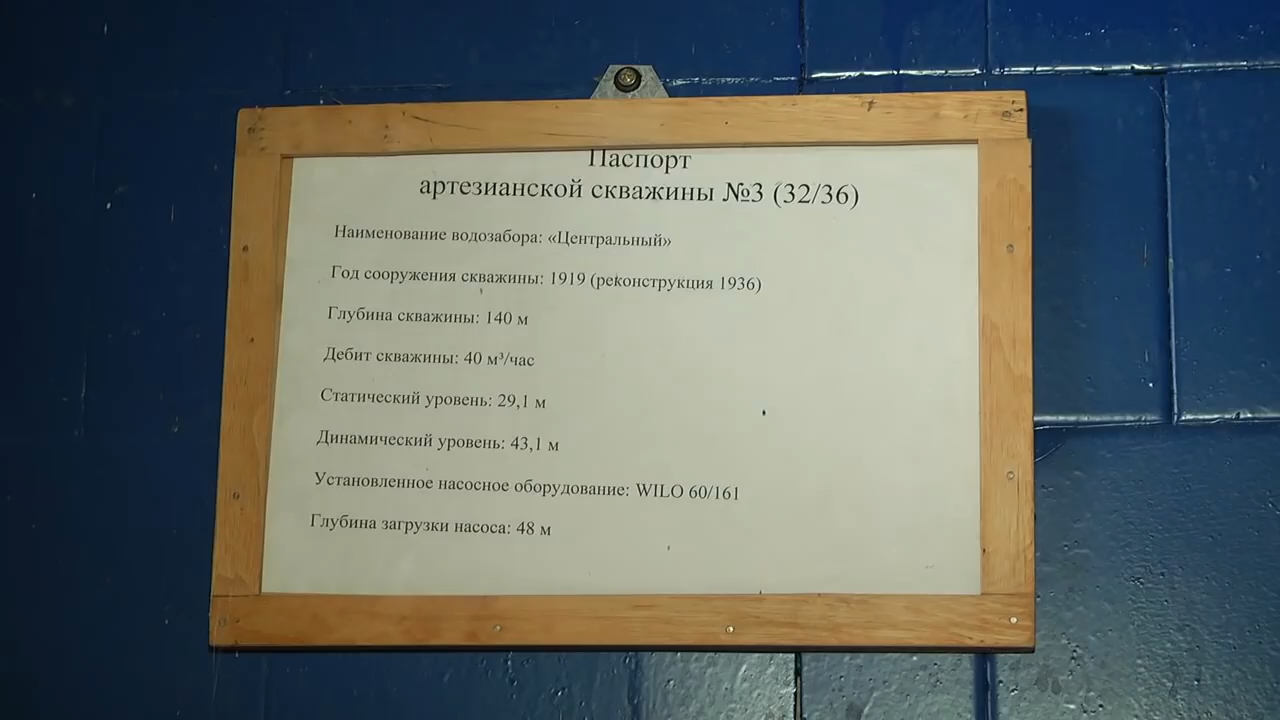 Паспорт
артезианской скважины №3 (32/36)
Наименование водозабора: «Центральный»
Год сооружения скважины: 1919 (реконструкция 1936)
Глубина скважины: 140 м
Дебит скважины: 40 м³/час
Статический уровень: 29,1 м
Динамический уровень: 43,1 м
Установленное насосное оборудование: WILO 60/161
Глубина загрузки насоса: 48 м